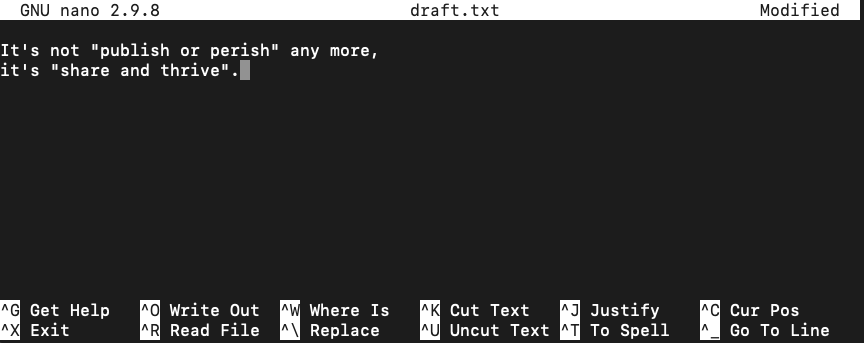 GNU nano 2.9.8 draft.txt Modified
It's not "publish or perish" any more,
it's "share and thrive".
^G Get Help ^O Write Out ^W Where Is ^K Cut Text ^J Justify ^C Cur Pos
^X Exit ^R Read File ^\ Replace ^U Uncut Text ^T To Spell ^_ Go To Line